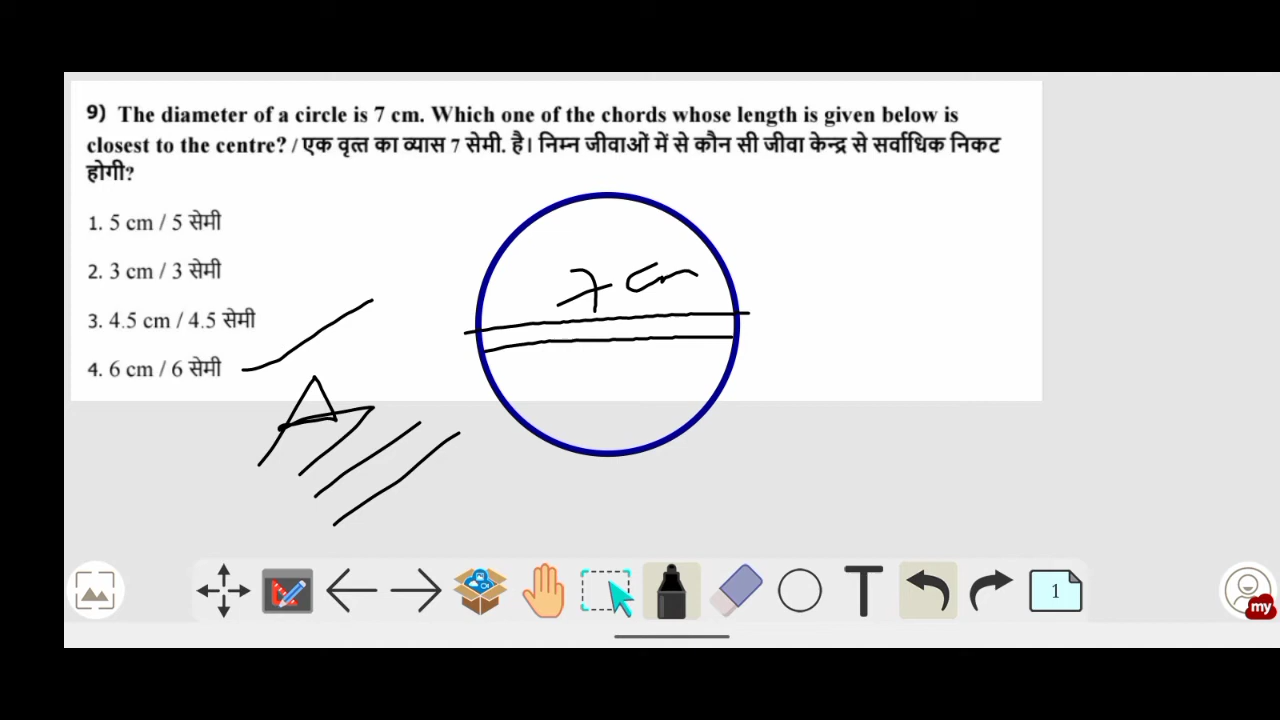 9) The diameter of a circle is 7 cm. Which one of the chords whose length is given below is
closest to the centre? / एक वृत्त का व्यास 7 सेमी. है। निम्न जीवाओं में से कौन सी जीवा केन्द्र से सर्वाधिक निकट
होगी?
1. 5 cm / 5 सेमी
2. 3 cm / 3 सेमी
3. 4.5 cm / 4.5 सेमी
4. 6 cm / 6 सेमी
7 cm
A
T
1
my